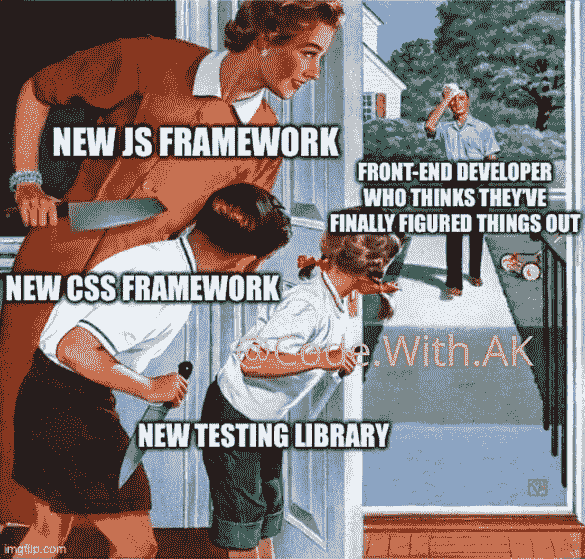 NEW JS FRAMEWORK
FRONT-END DEVELOPER
WHO THINKS THEY'VE
FINALLY FIGURED THINGS OUT
NEW CSS FRAMEWORK
@Code.With.AK
NEW TESTING LIBRARY
imgflip.com